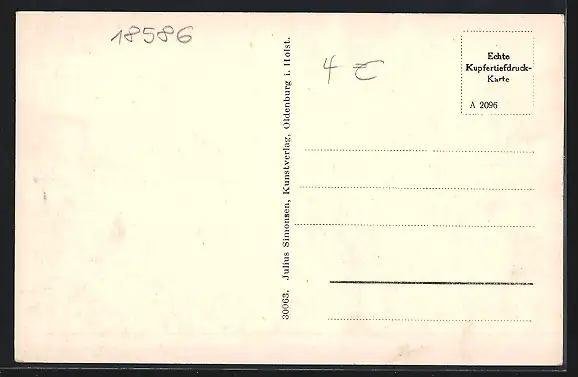 18586
4 €
Echte
Kupfertiefdruck-
Karte
A 2096
30063. Julius Simonsen, Kunstverlag, Oldenburg i. Holst.